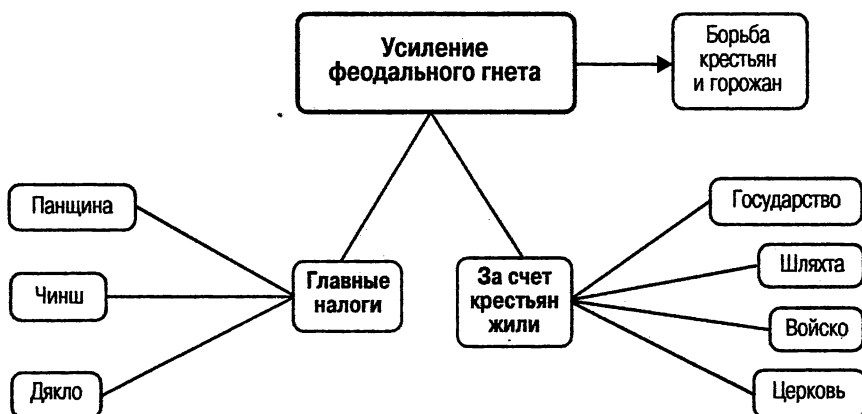 Усиление
феодального гнета
Борьба
крестьян
и горожан
Панщина
Чинш
Дякло
Главные
налоги
За счет
крестьян
жили
Государство
Шляхта
Войско
Церковь